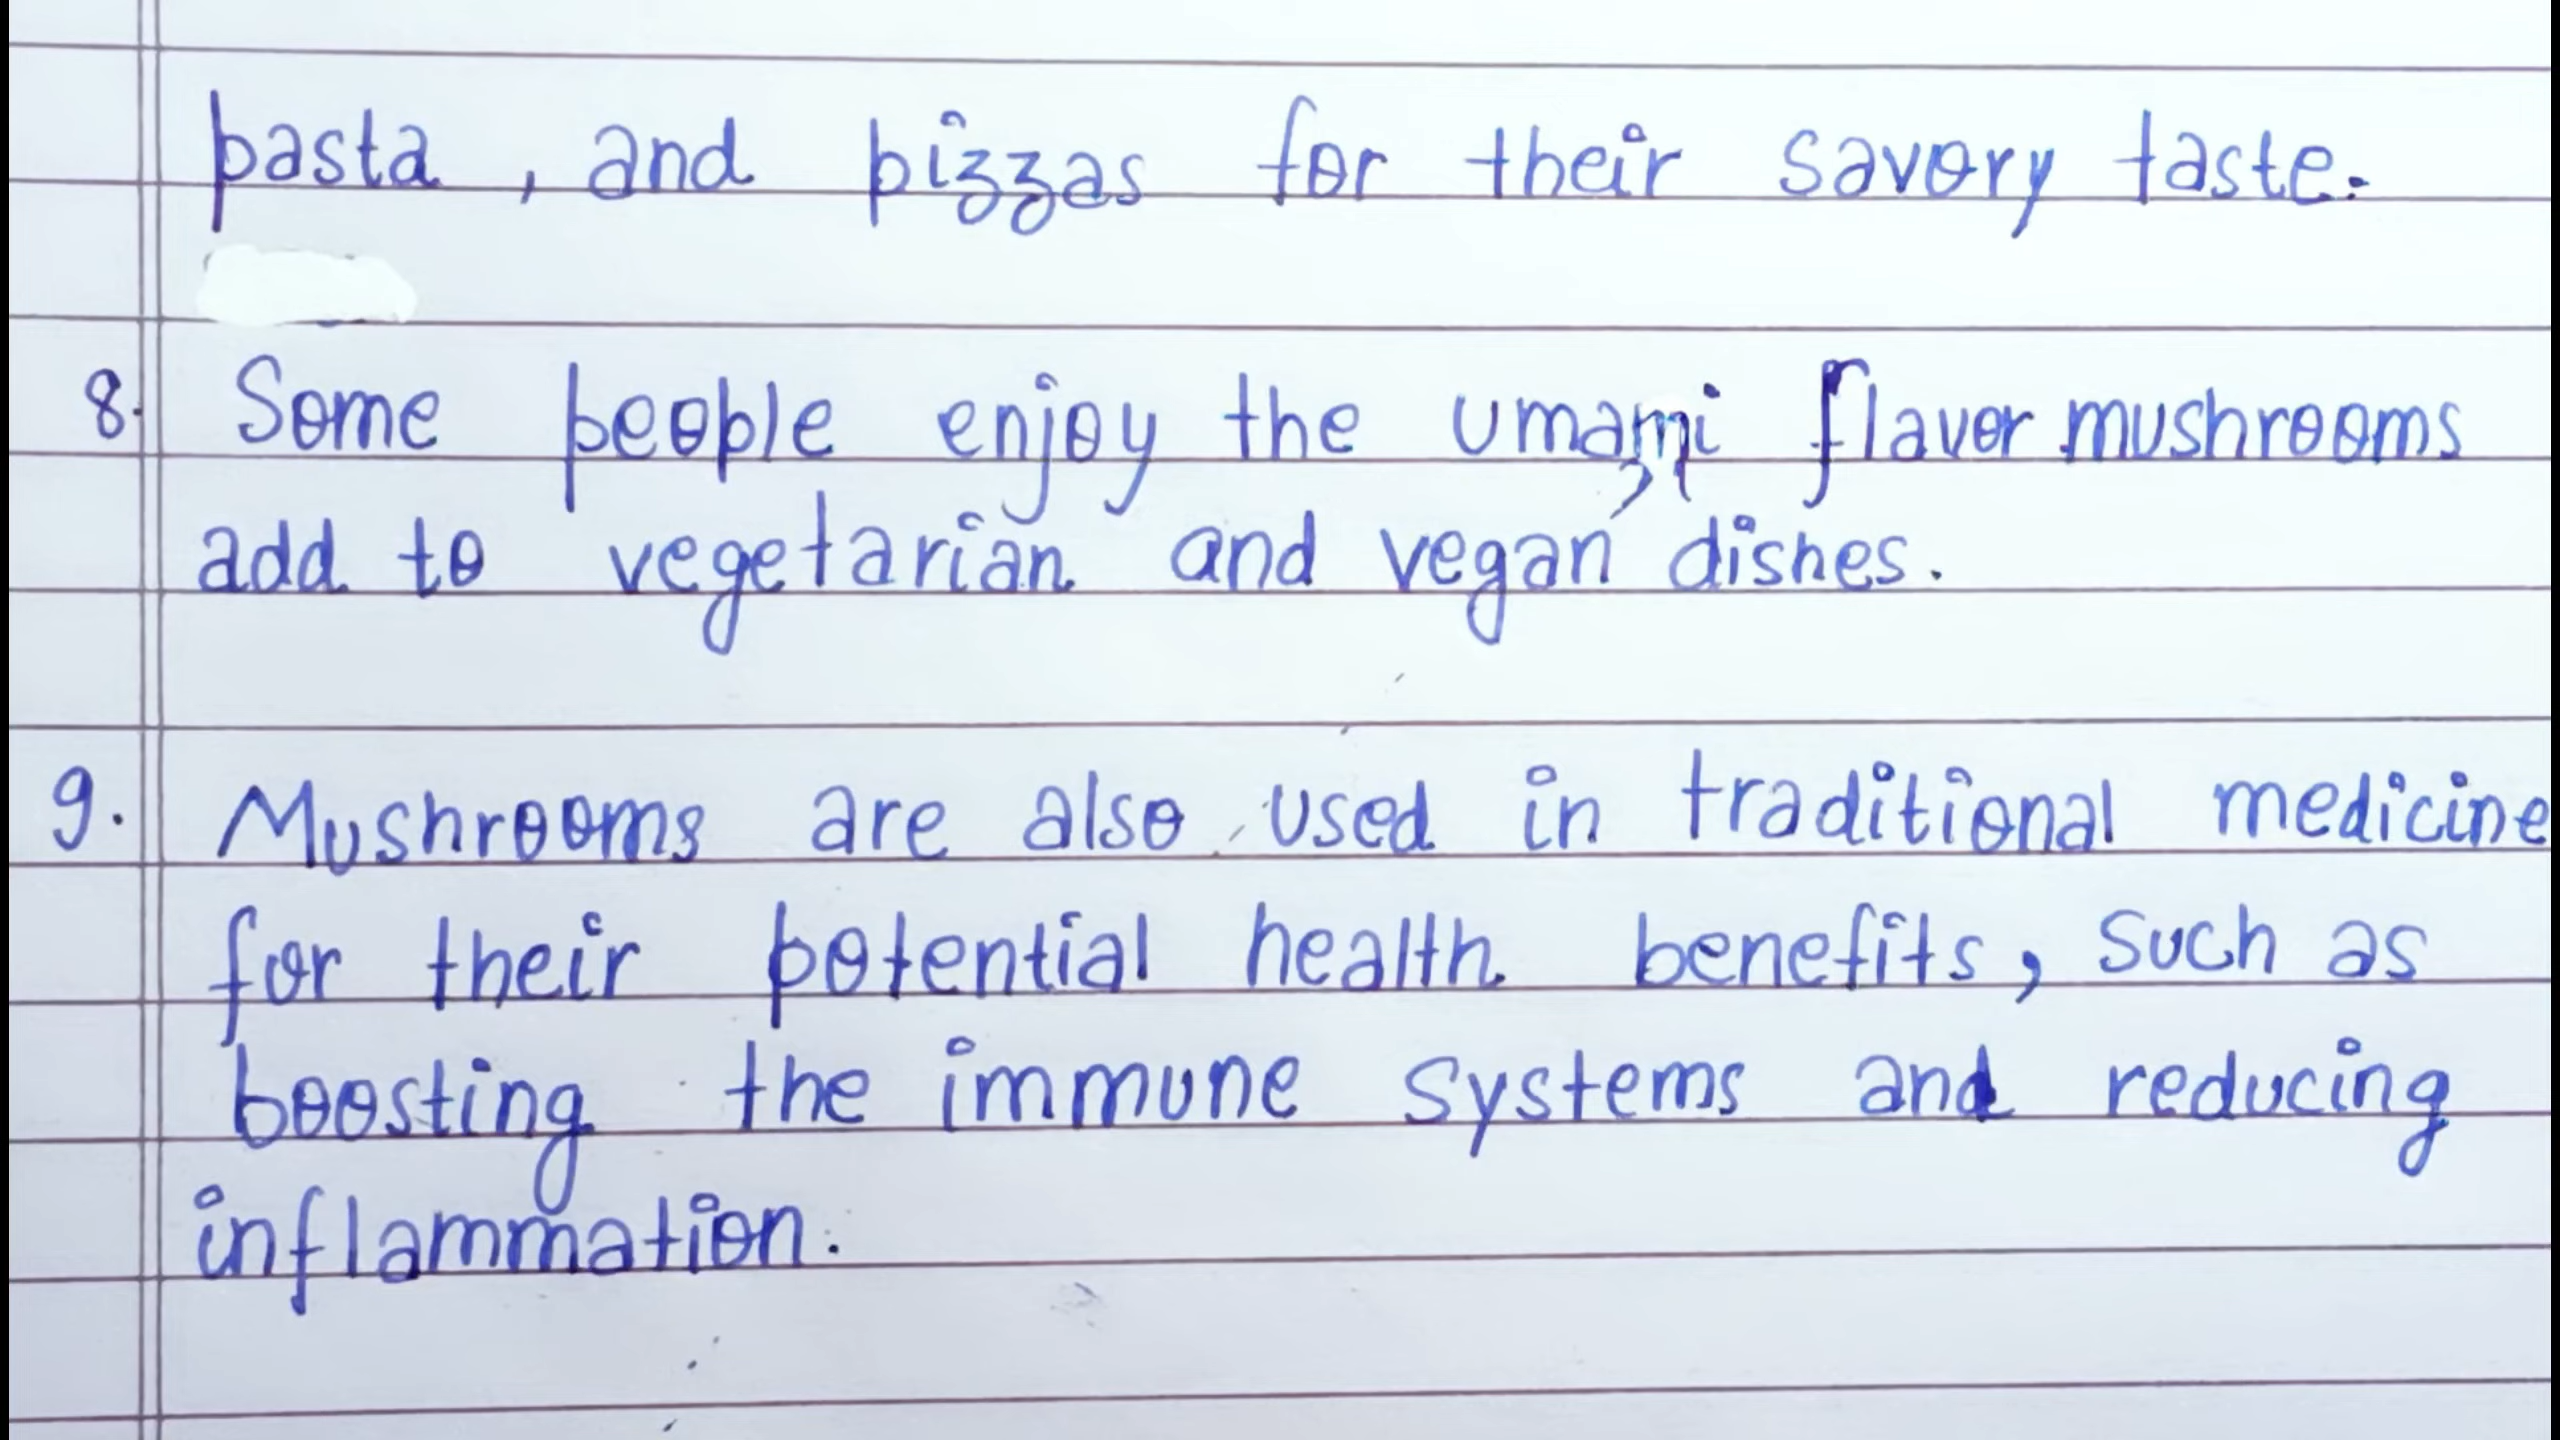 pasta, and pizzas for their savory taste.
8. Some people enjoy the umami flavor mushrooms
add to vegetarian and vegan dishes.
9. Mushrooms are also used in traditional medicine
for their potential health benefits, such as
boosting the immune systems and reducing
inflammation.